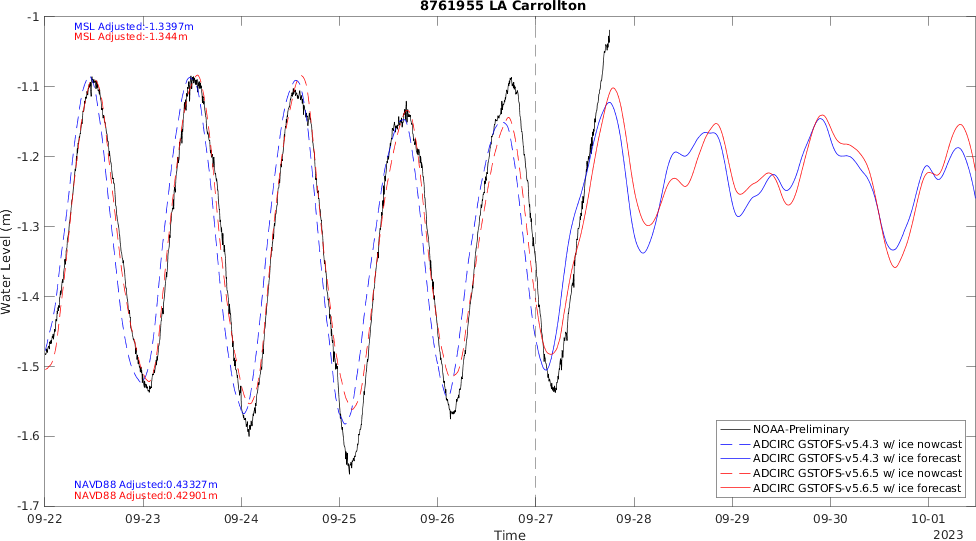 8761955 LA Carrollton
MSL Adjusted:-1.3397m
MSL Adjusted:-1.344m
-1
-1.1
-1.2
-1.3
-1.4
-1.5
-1.6
-1.7
Water Level (m)
NAVD88 Adjusted:0.43327m
NAVD88 Adjusted:0.42901m
NOAA-Preliminary
ADCIRC GSTOFS-v5.4.3 w/ ice nowcast
ADCIRC GSTOFS-v5.4.3 w/ ice forecast
ADCIRC GSTOFS-v5.6.5 w/ ice nowcast
ADCIRC GSTOFS-v5.6.5 w/ ice forecast
09-22 09-23 09-24 09-25 09-26 09-27 09-28 09-29 09-30 10-01
Time
2023